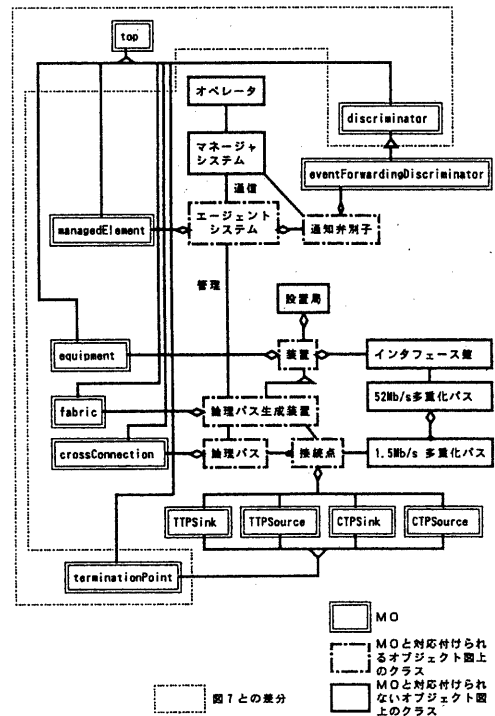 top
オペレータ
discriminator
マネージャ
システム
eventForwardingDiscriminator
通信
managedElement
エージェント
システム
通知弁別子
管理
設置局
equipment
装置
インタフェース盤
fabric
論理パス生成装置
52Mb/s多重化パス
crossConnection
論理パス
接続点
1.5Mb/s 多重化パス
TTPSink
TTPSource
CTPSink
CTPSource
terminationPoint
MO
MOと対応付けられ
るオブジェクト図上
のクラス
MOと対応付けられ
ないオブジェクト図
上のクラス
図7との差分